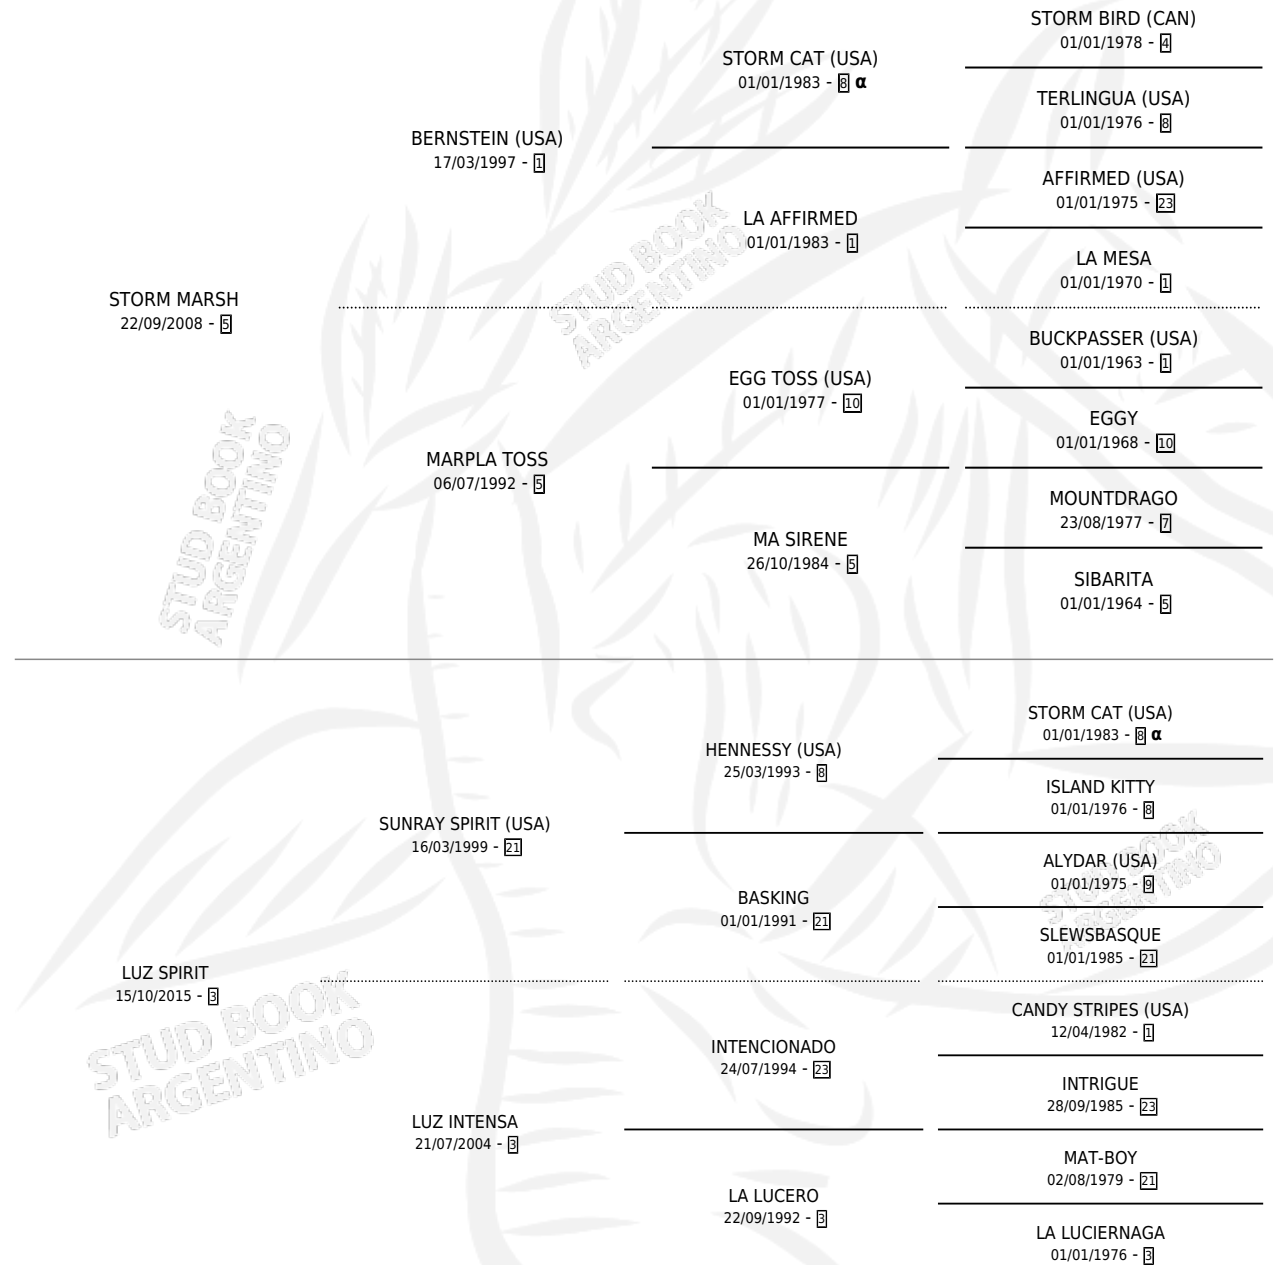 STORM BIRD (CAN)
01/01/1978 - 4
STORM CAT (USA)
01/01/1983 - 8 α
TERLINGUA (USA)
01/01/1976 - 8
BERNSTEIN (USA)
17/03/1997 - 1
AFFIRMED (USA)
01/01/1975 - 23
LA AFFIRMED
01/01/1983 - 1
LA MESA
01/01/1970 - 1
STORM MARSH
22/09/2008 - 5
BUCKPASSER (USA)
01/01/1963 - 1
EGG TOSS (USA)
01/01/1977 - 10
EGGY
01/01/1968 - 10
MARPLA TOSS
06/07/1992 - 5
MOUNTDRAGO
23/08/1977 - 7
MA SIRENE
26/10/1984 - 5
SIBARITA
01/01/1964 - 5
STUD BOOK
ARGENTINO
STUD BOOK
ARGENTINO
STORM CAT (USA)
01/01/1983 - 8 α
HENNESSY (USA)
25/03/1993 - 8
ISLAND KITTY
01/01/1976 - 8
SUNRAY SPIRIT (USA)
16/03/1999 - 21
ALYDAR (USA)
01/01/1975 - 9
BASKING
01/01/1991 - 21
SLEWSBASQUE
01/01/1985 - 21
STUD BOOK
ARGENTINO
LUZ SPIRIT
15/10/2015 - 3
CANDY STRIPES (USA)
12/04/1982 - 1
INTENCIONADO
24/07/1994 - 23
INTRIGUE
28/09/1985 - 23
LUZ INTENSA
21/07/2004 - 3
MAT-BOY
02/08/1979 - 21
LA LUCERO
22/09/1992 - 3
LA LUCIERNAGA
01/01/1976 - 3
STUD BOOK
ARGENTINO